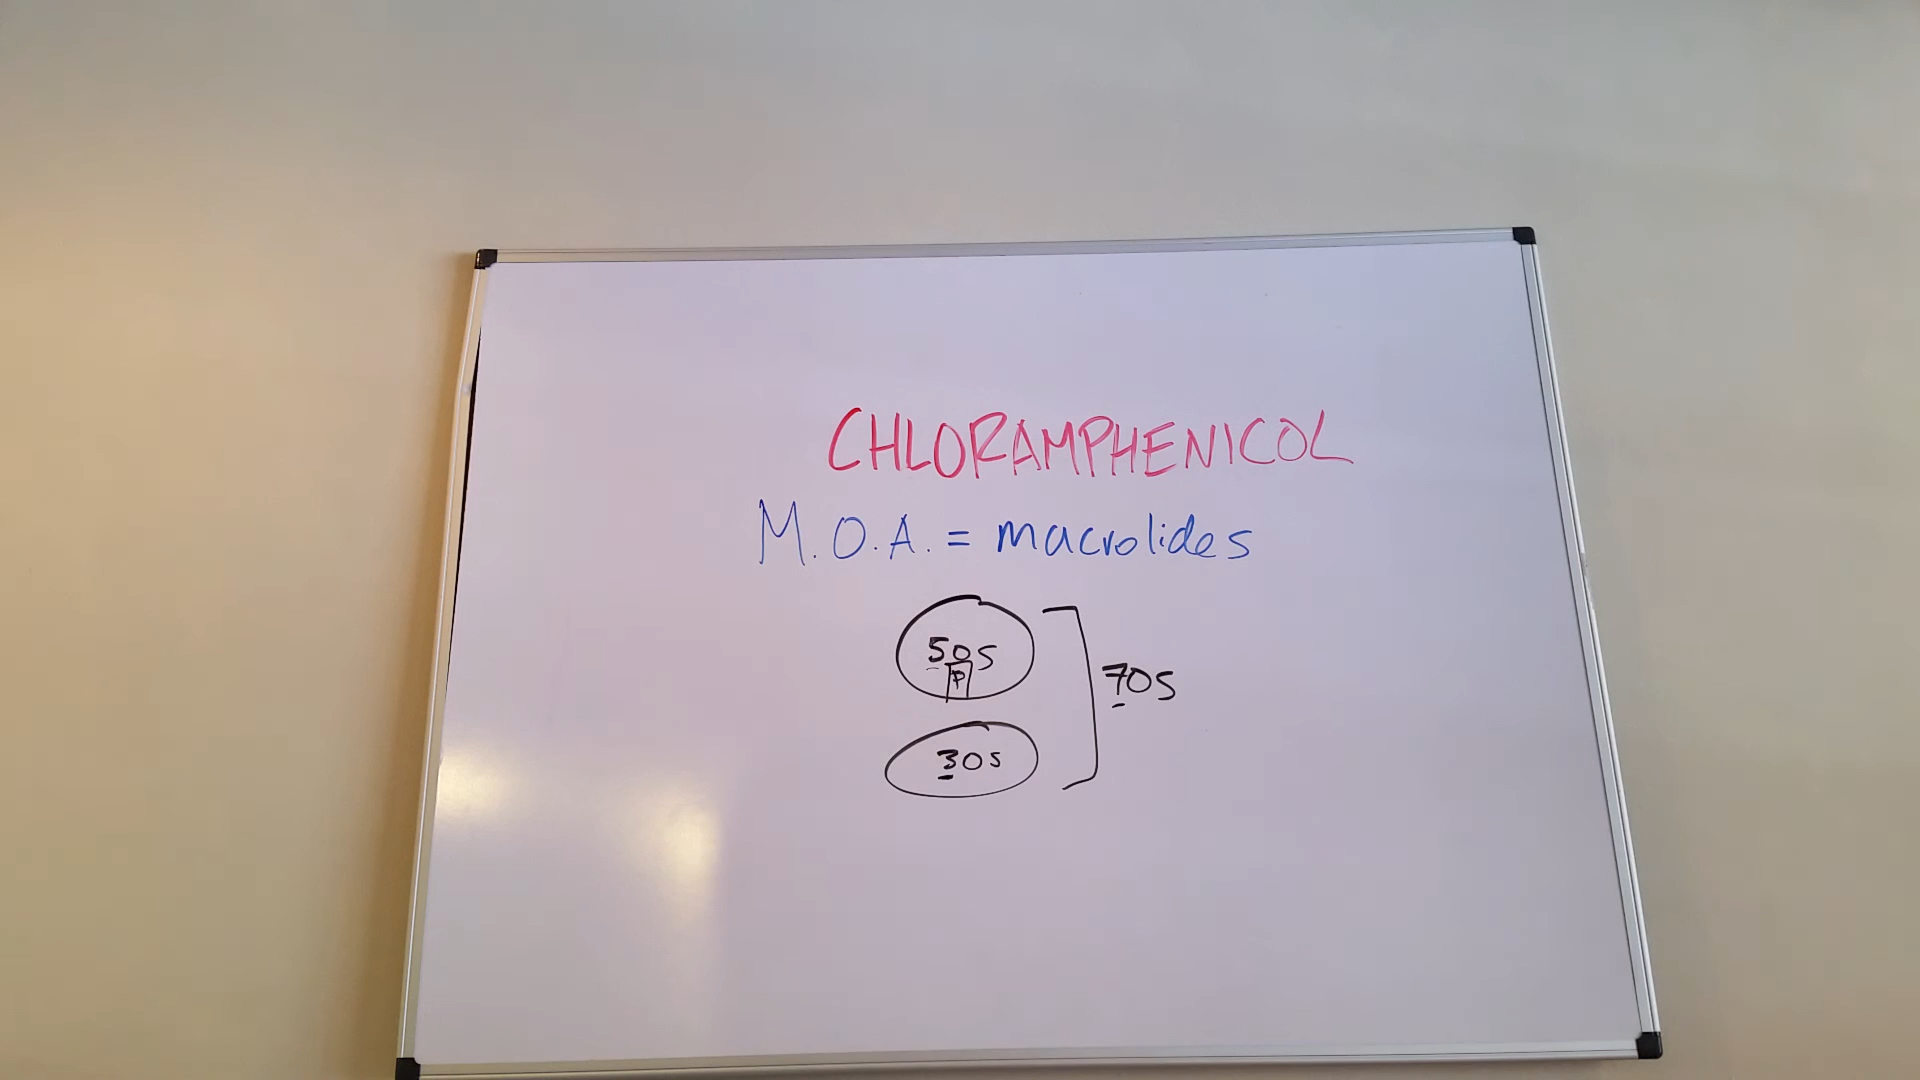 CHLORAMPHENICOL
M.O.A. = macrolides
50s
P
70s
30s